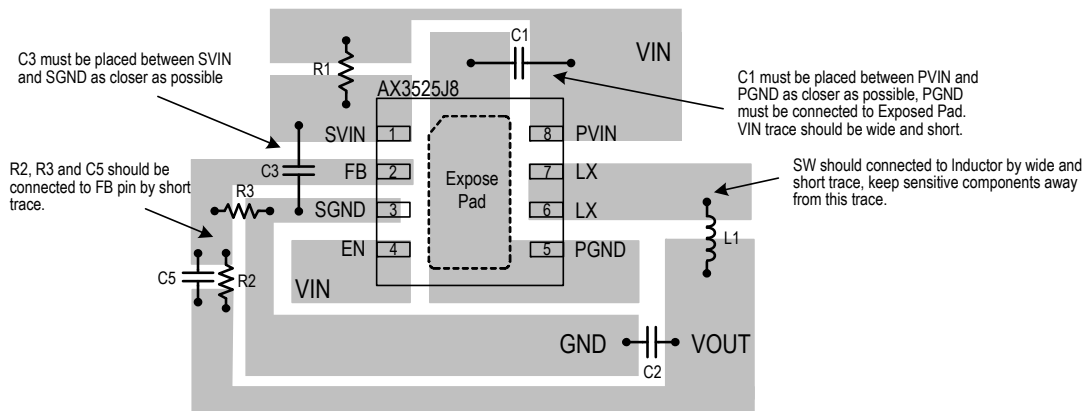 C1
VIN
C3 must be placed between SVIN
and SGND as closer as possible
R1
C1 must be placed between PVIN and
PGND as closer as possible, PGND
must be connected to Exposed Pad.
VIN trace should be wide and short.
AX3525J8
SVIN 1
8 PVIN
R2, R3 and C5 should be
connected to FB pin by short
trace.
C3
FB 2
Expose
Pad
7 LX
SW should connected to Inductor by wide and
short trace, keep sensitive components away
from this trace.
R3
SGND 3
6 LX
L1
EN 4
5 PGND
C5
R2
VIN
GND
VOUT
C2